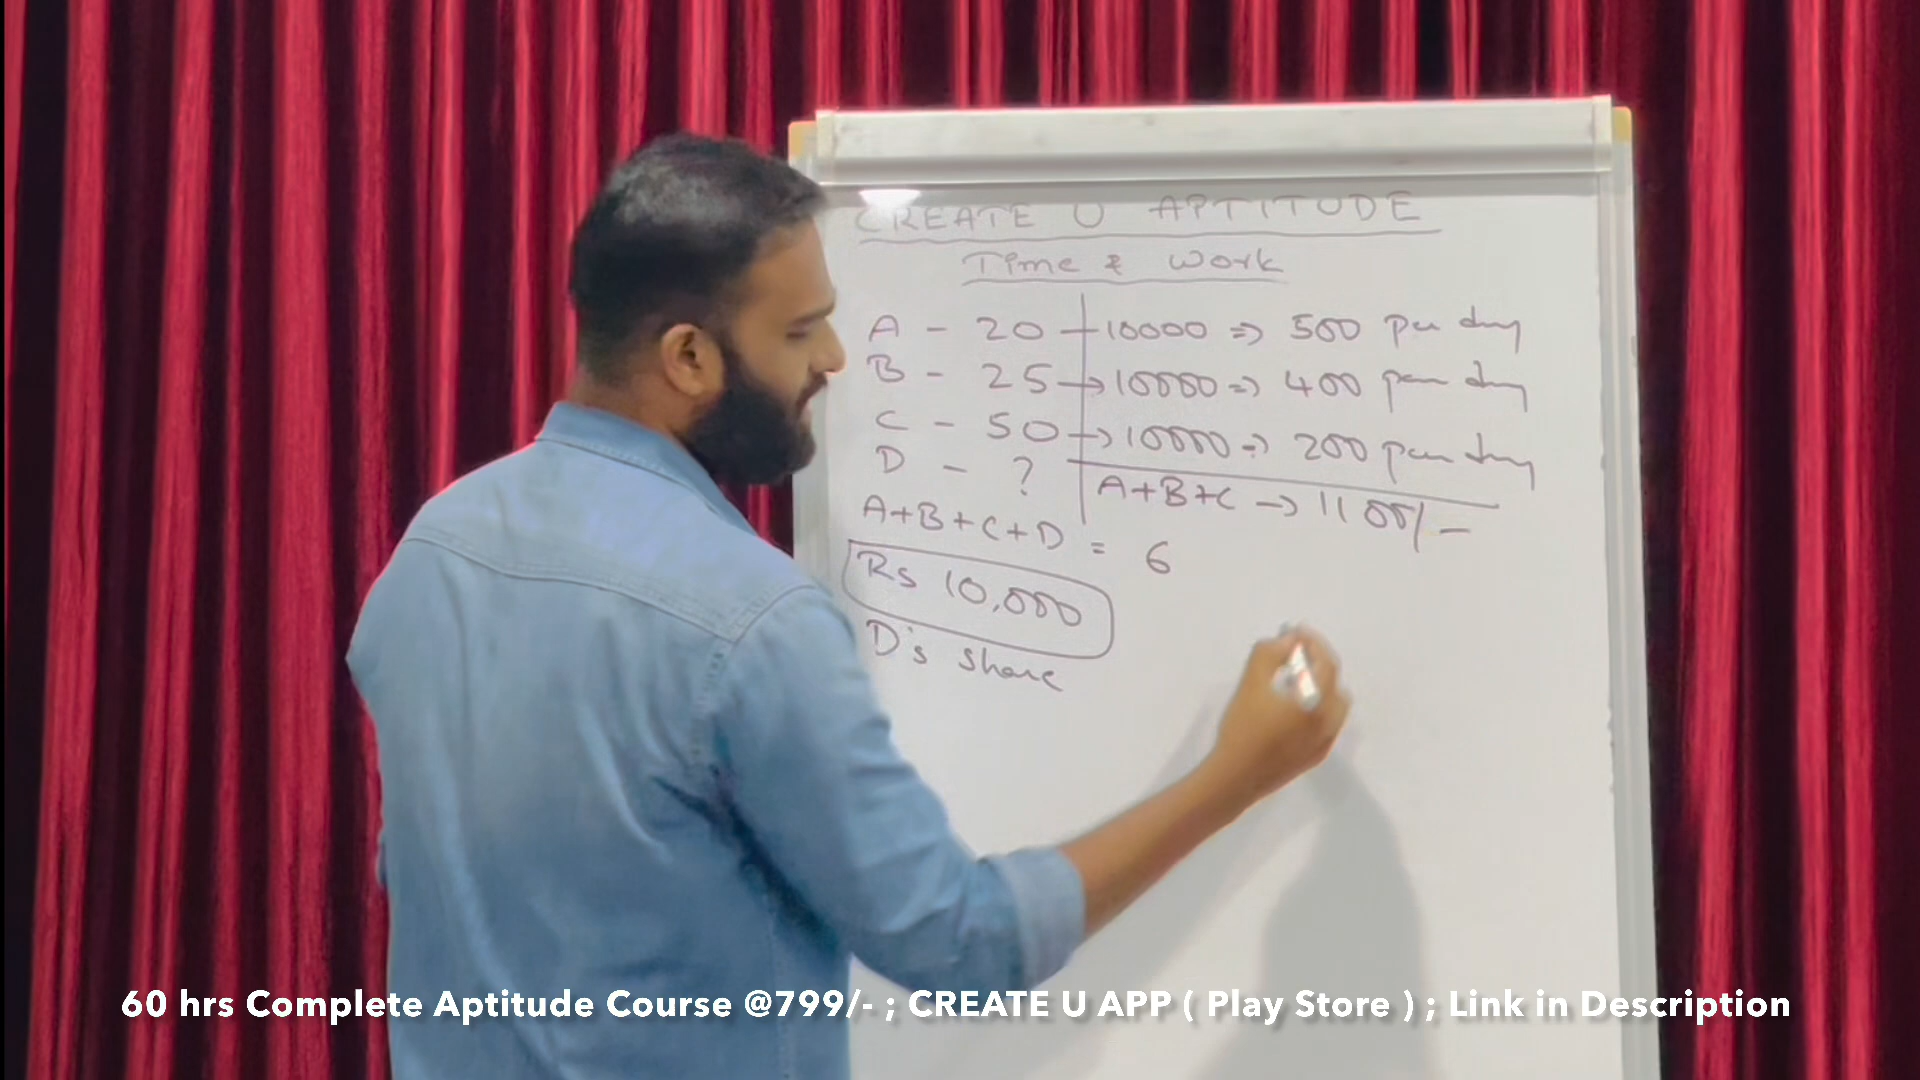 CREATE U APTITUDE
Time & Work
A - 20 → 10000 => 500 per day
B - 25 → 10000 => 400 per day
C - 50 → 10000 => 200 per day
D - ?
A+B+C → 1100/-
A+B+C+D = 6
Rs 10,000
D's share
60 hrs Complete Aptitude Course @799/- ; CREATE U APP ( Play Store ) ; Link in Description